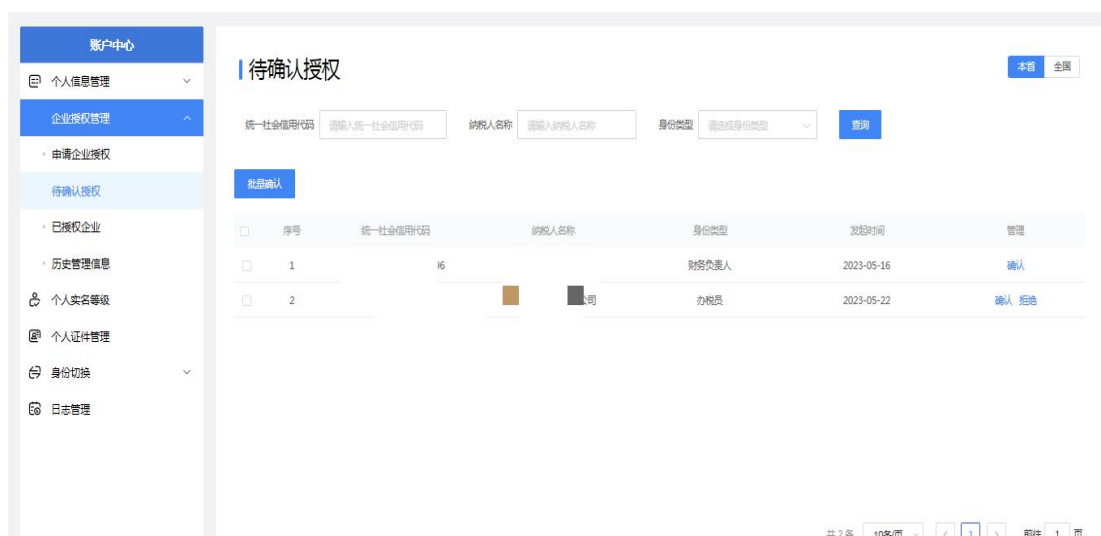 账户中心
个人信息管理
企业授权管理
申请企业授权
待确认授权
已授权企业
历史管理信息
个人实名等级
个人证件管理
身份切换
日志管理
待确认授权
本省 全国
统一社会信用代码 请输入统一社会信用代码 纳税人名称 请输入纳税人名称 身份类型 请选择身份类型 查询
批量确认
序号 统一社会信用代码 纳税人名称 身份类型 发起时间 管理
1 财务负责人 2023-05-16 确认
2 公司 办税员 2023-05-22 确认 拒绝
共 2 条 10条/页 1 前往 1 页